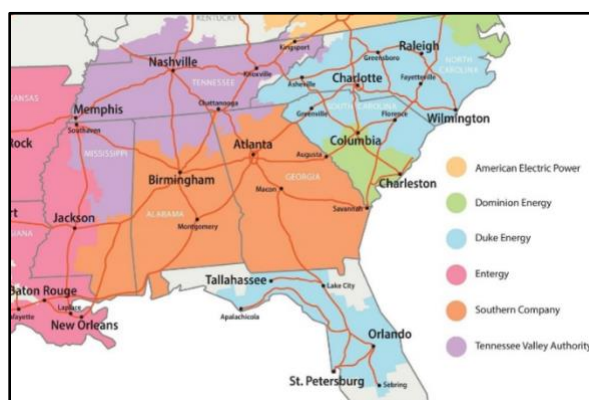 KENTUCKY
Kingsport
Nashville
TENNESSEE
Knoxville
Greensboro
Raleigh
NORTH
CAROLINA
Asheville
Charlotte
Fayetteville
Chattanooga
Memphis
Southaven
Greenville
SOUTH
CAROLINA
Florence
Wilmington
Rock
MISSISSIPPI
Atlanta
Columbia
Augusta
Birmingham
GEORGIA
Macon
Charleston
Jackson
ALABAMA
Montgomery
Savannah
Tallahassee
Lake City
Baton Rouge
Laplace
New Orleans
Apalachicola
Orlando
St. Petersburg
Sebring
American Electric Power
Dominion Energy
Duke Energy
Entergy
Southern Company
Tennessee Valley Authority